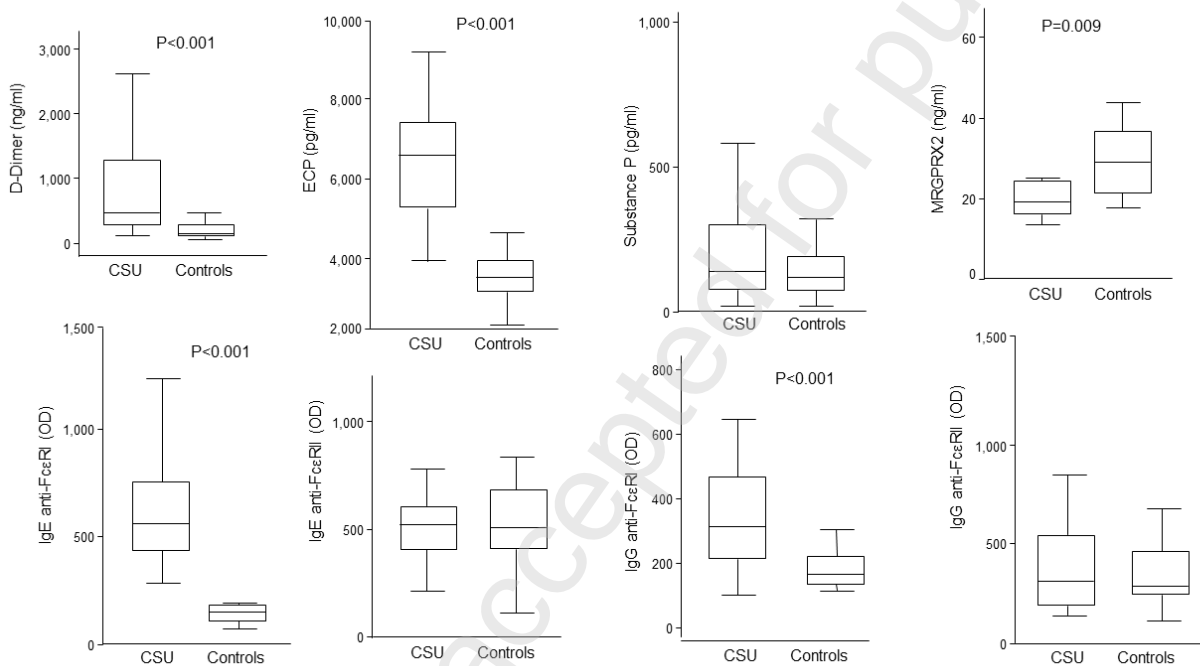 D-Dimer (ng/ml)
P<0.001
3,000
2,000
1,000
0
CSU Controls
ECP (pg/ml)
P<0.001
10,000
8,000
6,000
4,000
2,000
CSU Controls
Substance P (pg/ml)
1,000
500
0
CSU Controls
MRGPRX2 (ng/ml)
P=0.009
60
40
20
0
CSU Controls
IgE anti-FcεRI (OD)
P<0.001
1,500
1,000
500
0
CSU Controls
IgE anti-FcεRII (OD)
1,000
500
0
CSU Controls
IgG anti-FcεRI (OD)
P<0.001
800
600
400
200
0
CSU Controls
IgG anti-FcεRII (OD)
1,500
1,000
500
0
CSU Controls
accepted for pu